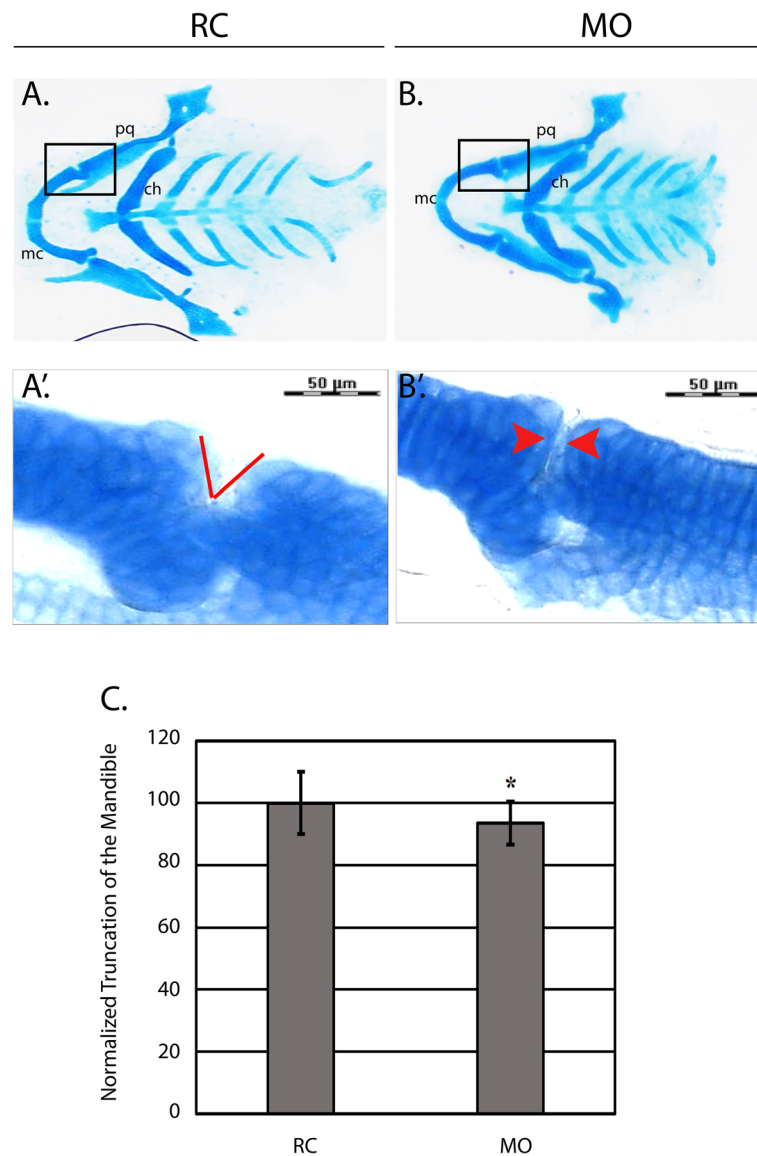 RC MO
A. B.
pq pq
ch ch
mc
mc
A'. B'.
50 µm 50 µm
C.
Normalized Truncation of the Mandible
120
100
80
60
40
20
0
*
RC MO